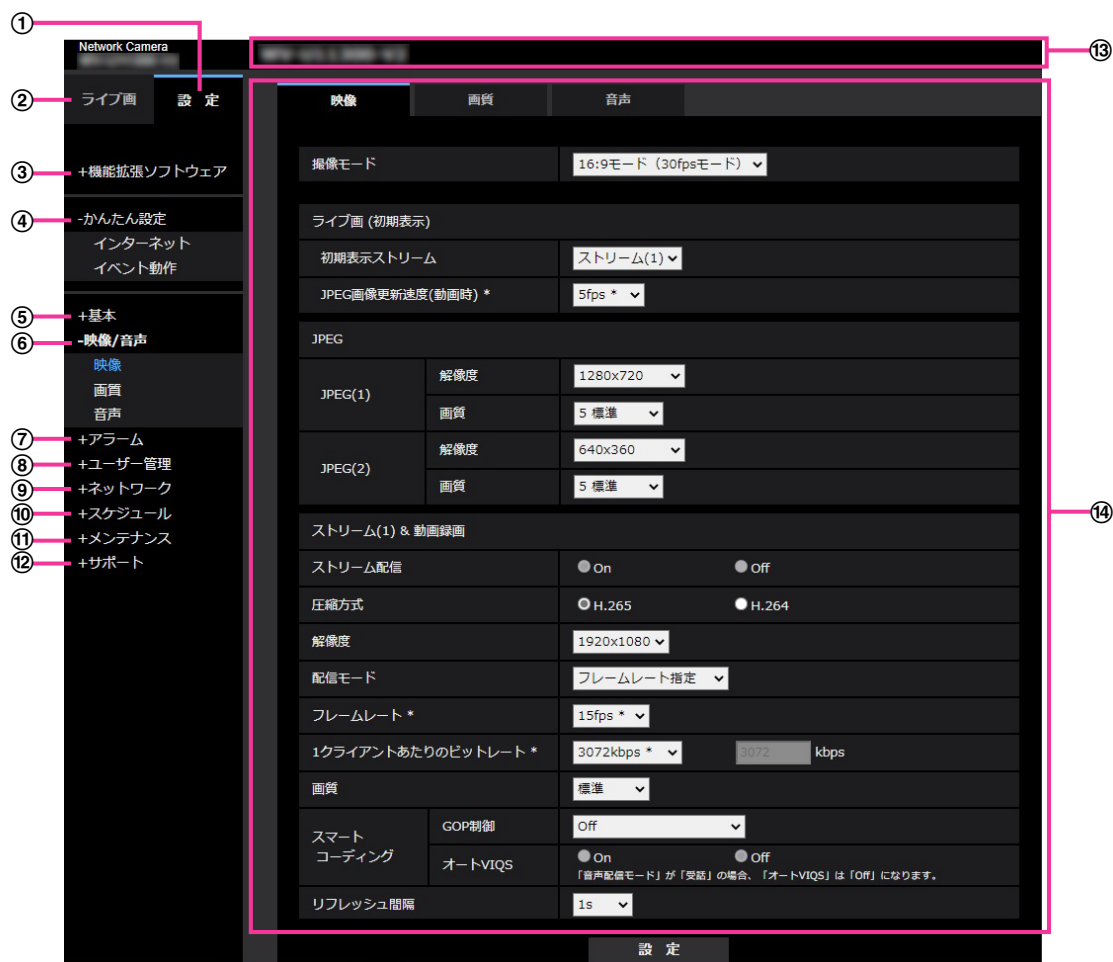 ①
Network Camera
⑬
② ライブ画 設 定
映像 画質 音声
③ +機能拡張ソフトウェア
撮像モード 16:9モード（30fpsモード）
④ -かんたん設定
インターネット
イベント動作
ライブ画 (初期表示)
初期表示ストリーム ストリーム(1)
JPEG画像更新速度(動画時) * 5fps *
⑤ +基本
⑥ -映像/音声
映像
画質
音声
⑦ +アラーム
⑧ +ユーザー管理
⑨ +ネットワーク
⑩ +スケジュール
⑪ +メンテナンス
⑫ +サポート
JPEG
JPEG(1) 解像度 1280x720
画質 5 標準
JPEG(2) 解像度 640x360
画質 5 標準
⑭
ストリーム(1) & 動画録画
ストリーム配信 On Off
圧縮方式 H.265 H.264
解像度 1920x1080
配信モード フレームレート指定
フレームレート * 15fps *
1クライアントあたりのビットレート * 3072kbps * 3072 kbps
画質 標準
スマート
コーディング
GOP制御 Off
オートVIQS On Off
「音声配信モード」が「受話」の場合、「オートVIQS」は「Off」になります。
リフレッシュ間隔 1s
設 定